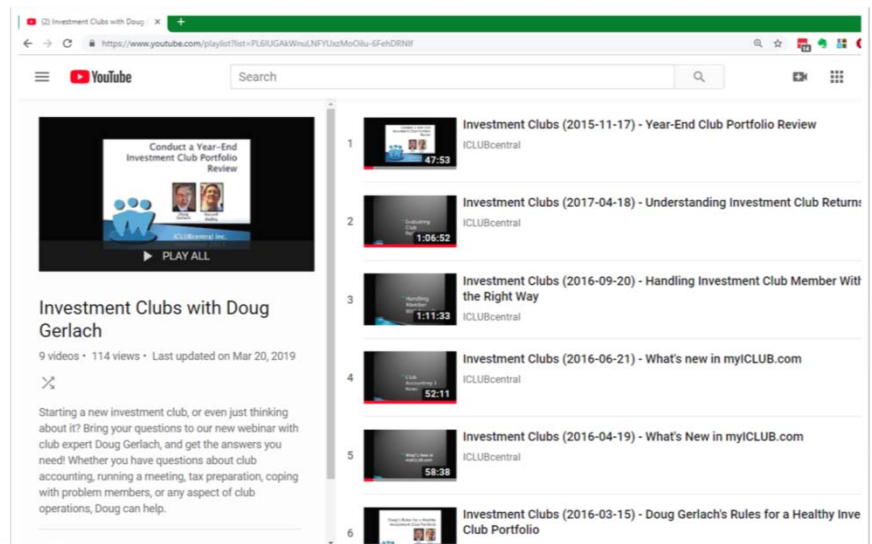 (2) Investment Clubs with Doug
https://www.youtube.com/playlist?list=
YouTube
Search
Conduct a Year-End
Investment Club Portfolio
Review
ICLUBcentral Inc.
PLAY ALL
Investment Clubs with Doug
Gerlach
9 videos • 114 views • Last updated on Mar 20, 2019
Starting a new investment club, or even just thinking
about it? Bring your questions to our new webinar with
club expert Doug Gerlach, and get the answers you
need! Whether you have questions about club
accounting, running a meeting, tax preparation, coping
with problem members, or any aspect of club
operations, Doug can help.
1
47:53
Investment Clubs (2015-11-17) - Year-End Club Portfolio Review
ICLUBcentral
2
1:06:52
Investment Clubs (2017-04-18) - Understanding Investment Club Returns
ICLUBcentral
3
Handling
Member
1:11:33
Investment Clubs (2016-09-20) - Handling Investment Club Member With
the Right Way
ICLUBcentral
4
52:11
Investment Clubs (2016-06-21) - What's new in myICLUB.com
ICLUBcentral
5
58:38
Investment Clubs (2016-04-19) - What's New in myICLUB.com
ICLUBcentral
6
Investment Clubs (2016-03-15) - Doug Gerlach's Rules for a Healthy Inve
Club Portfolio